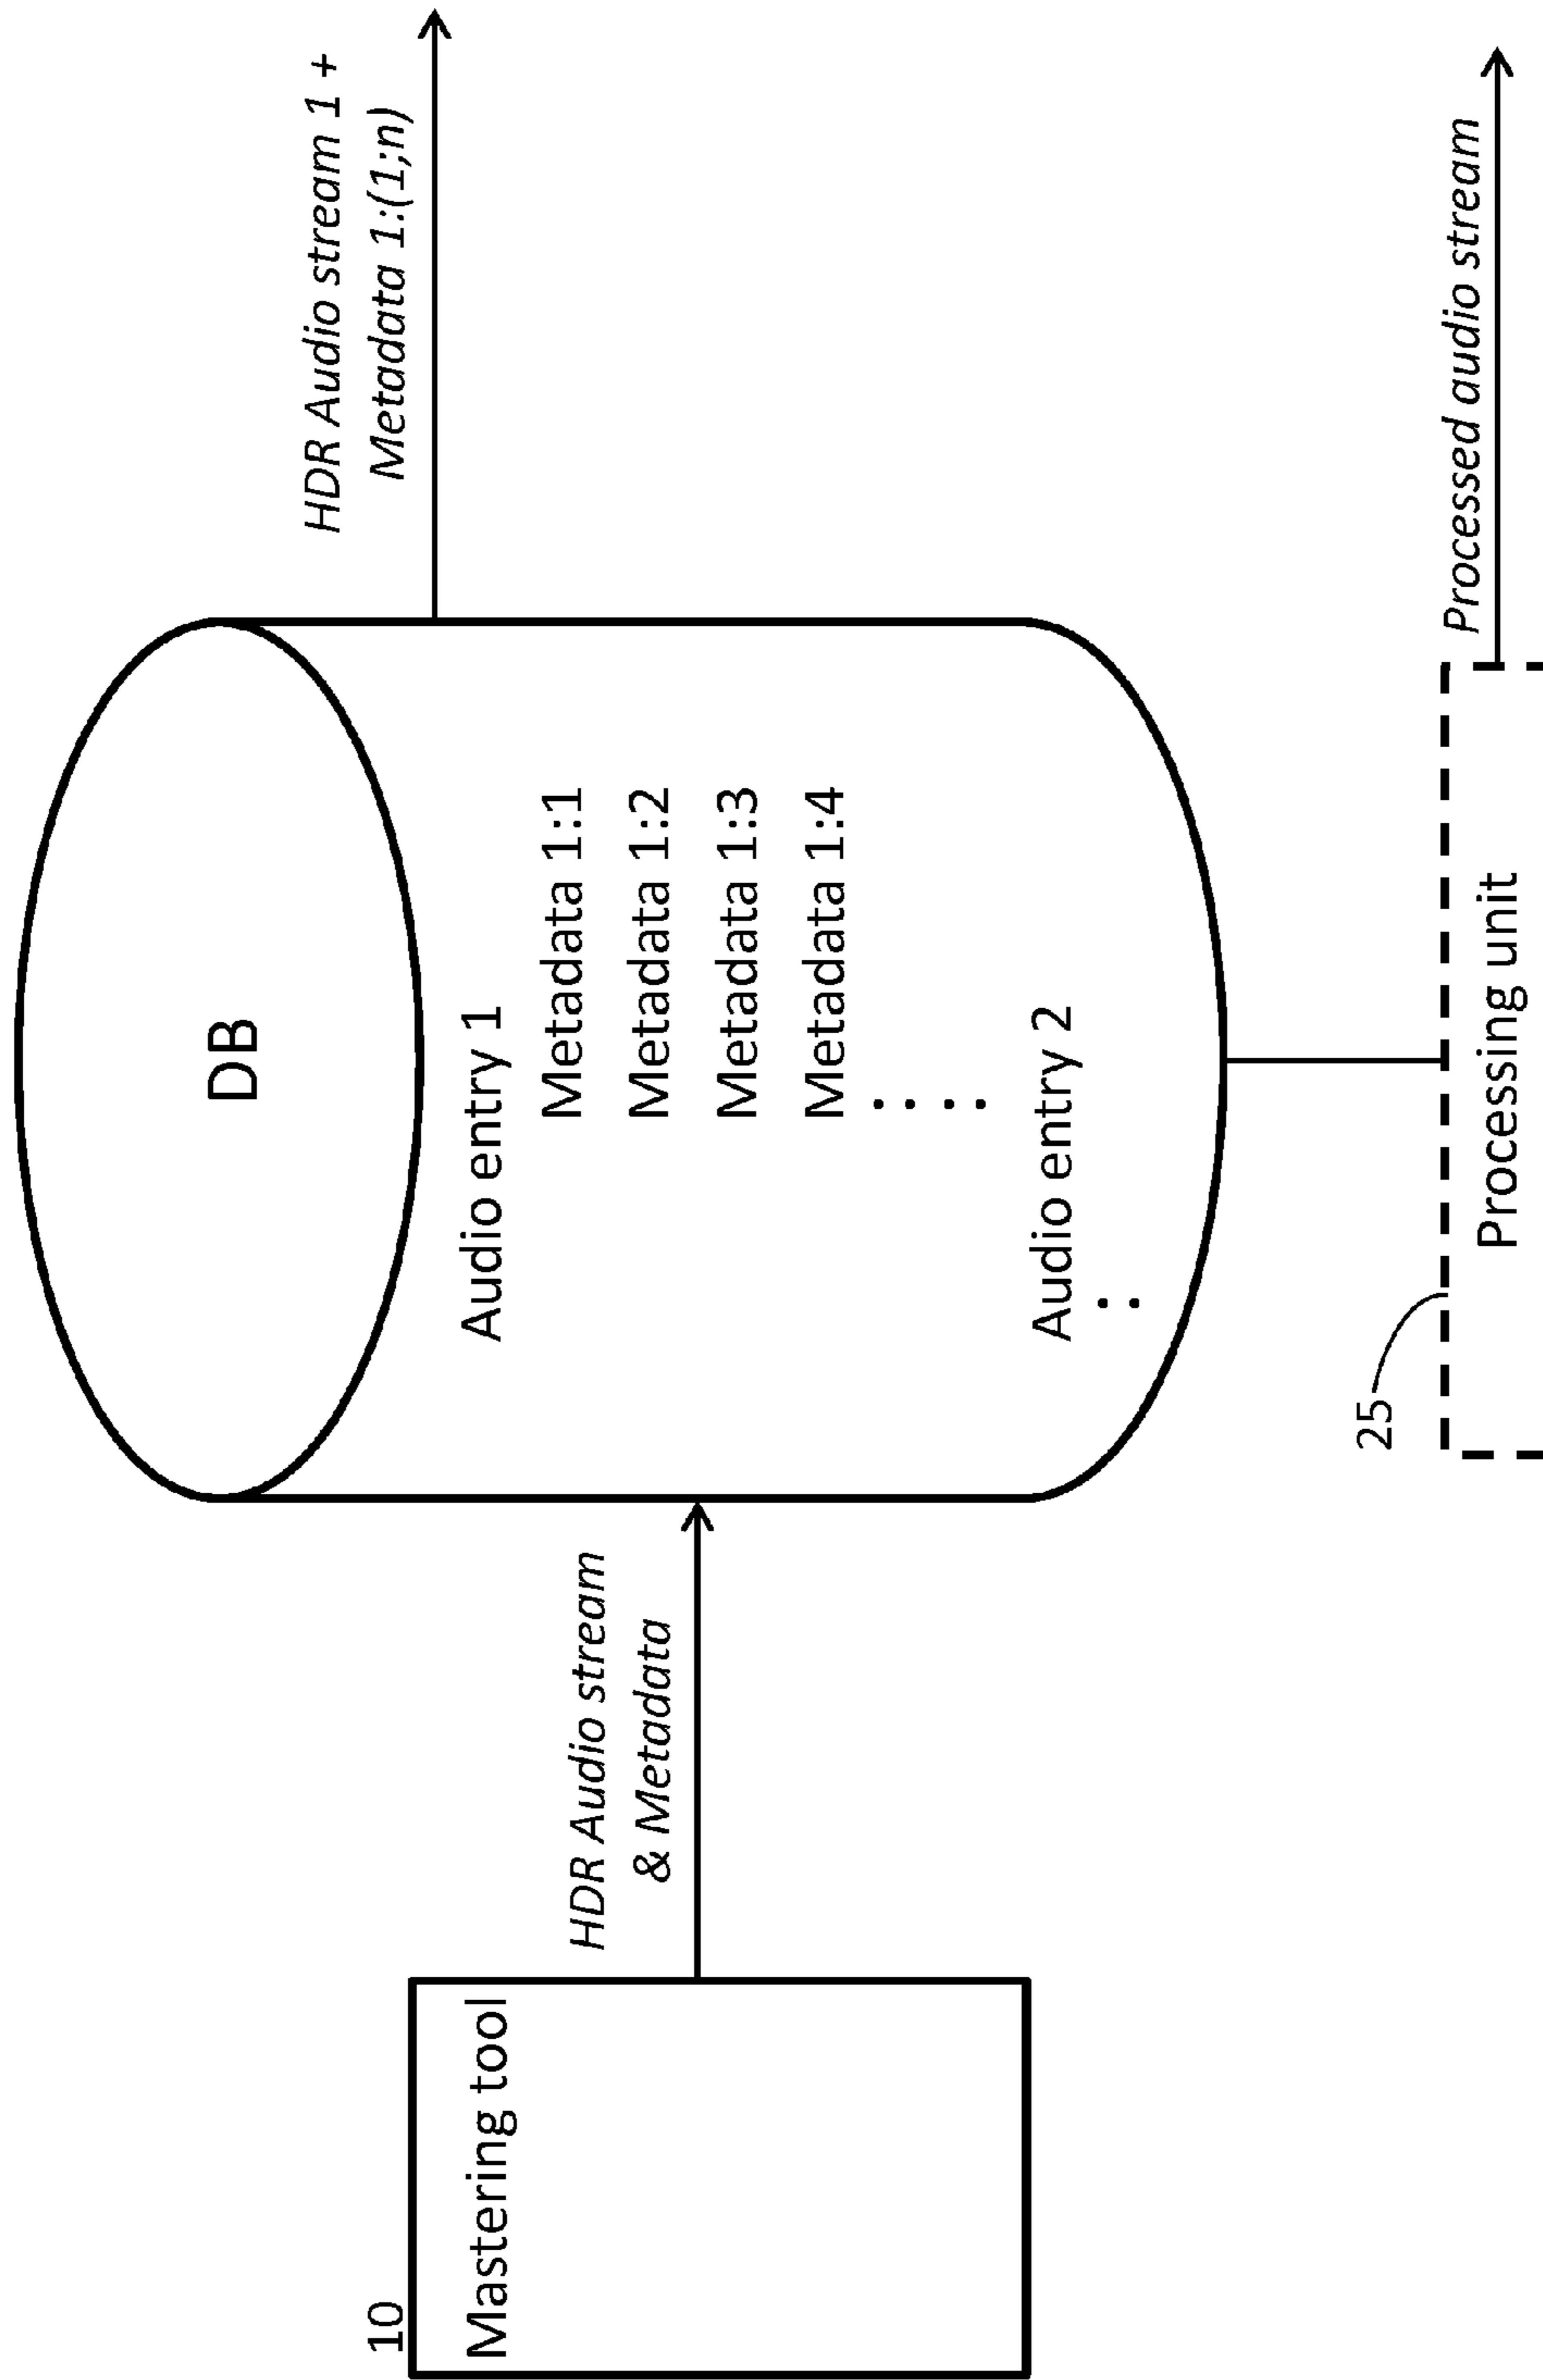 10
Mastering tool
HDR Audio stream
& Metadata
DB
Audio entry 1
Metadata 1:1
Metadata 1:2
Metadata 1:3
Metadata 1:4
Audio entry 2
HDR Audio stream 1 +
Metadata 1:(1;n)
25
Processing unit
Processed audio stream